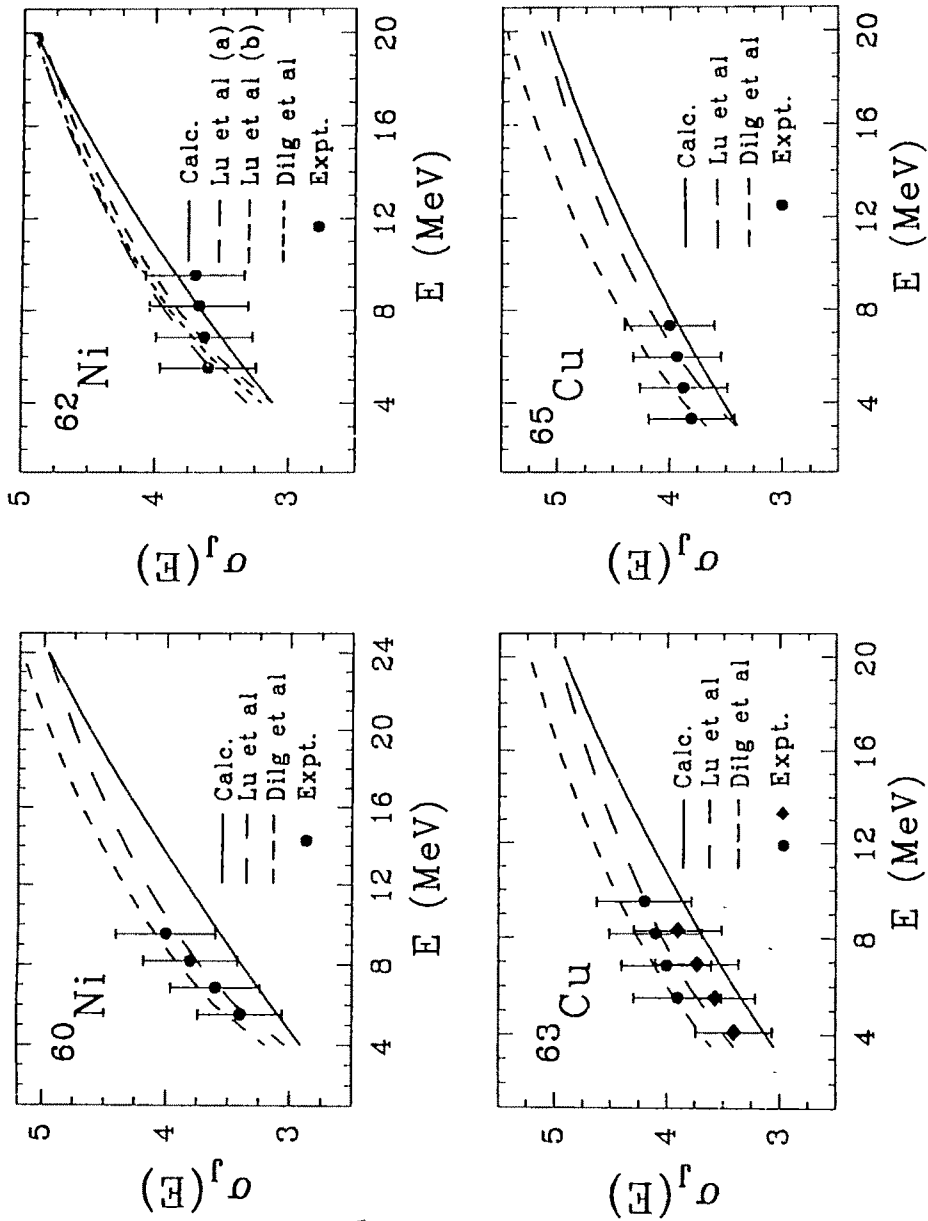 ⁶⁰Ni
σ_J(E)
5
4
3
Calc.
Lu et al
Dilg et al
Expt.
4 8 12 16 20 24
E (MeV)
⁶²Ni
σ_J(E)
5
4
3
Calc.
Lu et al (a)
Lu et al (b)
Dilg et al
Expt.
4 8 12 16 20
E (MeV)
⁶³Cu
σ_J(E)
5
4
3
Calc.
Lu et al
Dilg et al
Expt.
4 8 12 16 20
E (MeV)
⁶⁵Cu
σ_J(E)
5
4
3
Calc.
Lu et al
Dilg et al
Expt.
4 8 12 16 20
E (MeV)